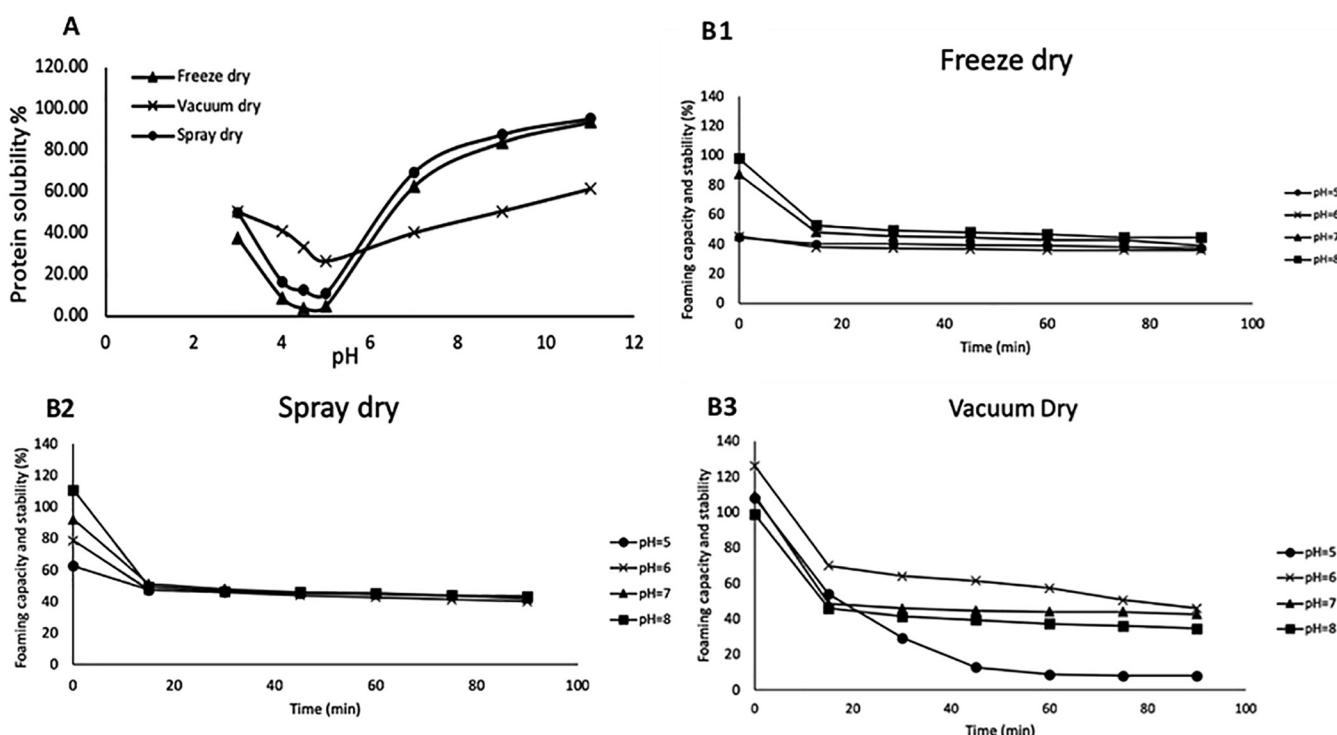 A
120.00
100.00
80.00
60.00
40.00
20.00
0.00
Protein solubility %
Freeze dry
Vacuum dry
Spray dry
0 2 4 6 8 10 12
pH
B1
Freeze dry
140
120
100
80
60
40
20
0
Foaming capacity and stability (%)
0 20 40 60 80 100
Time (min)
pH=5
pH=6
pH=7
pH=8
B2
Spray dry
140
120
100
80
60
40
20
0
Foaming capacity and stability (%)
0 20 40 60 80 100
Time (min)
pH=5
pH=6
pH=7
pH=8
B3
Vacuum Dry
140
120
100
80
60
40
20
0
Foaming capacity and stability
0 20 40 60 80 100
Time (min)
pH=5
pH=6
pH=7
pH=8